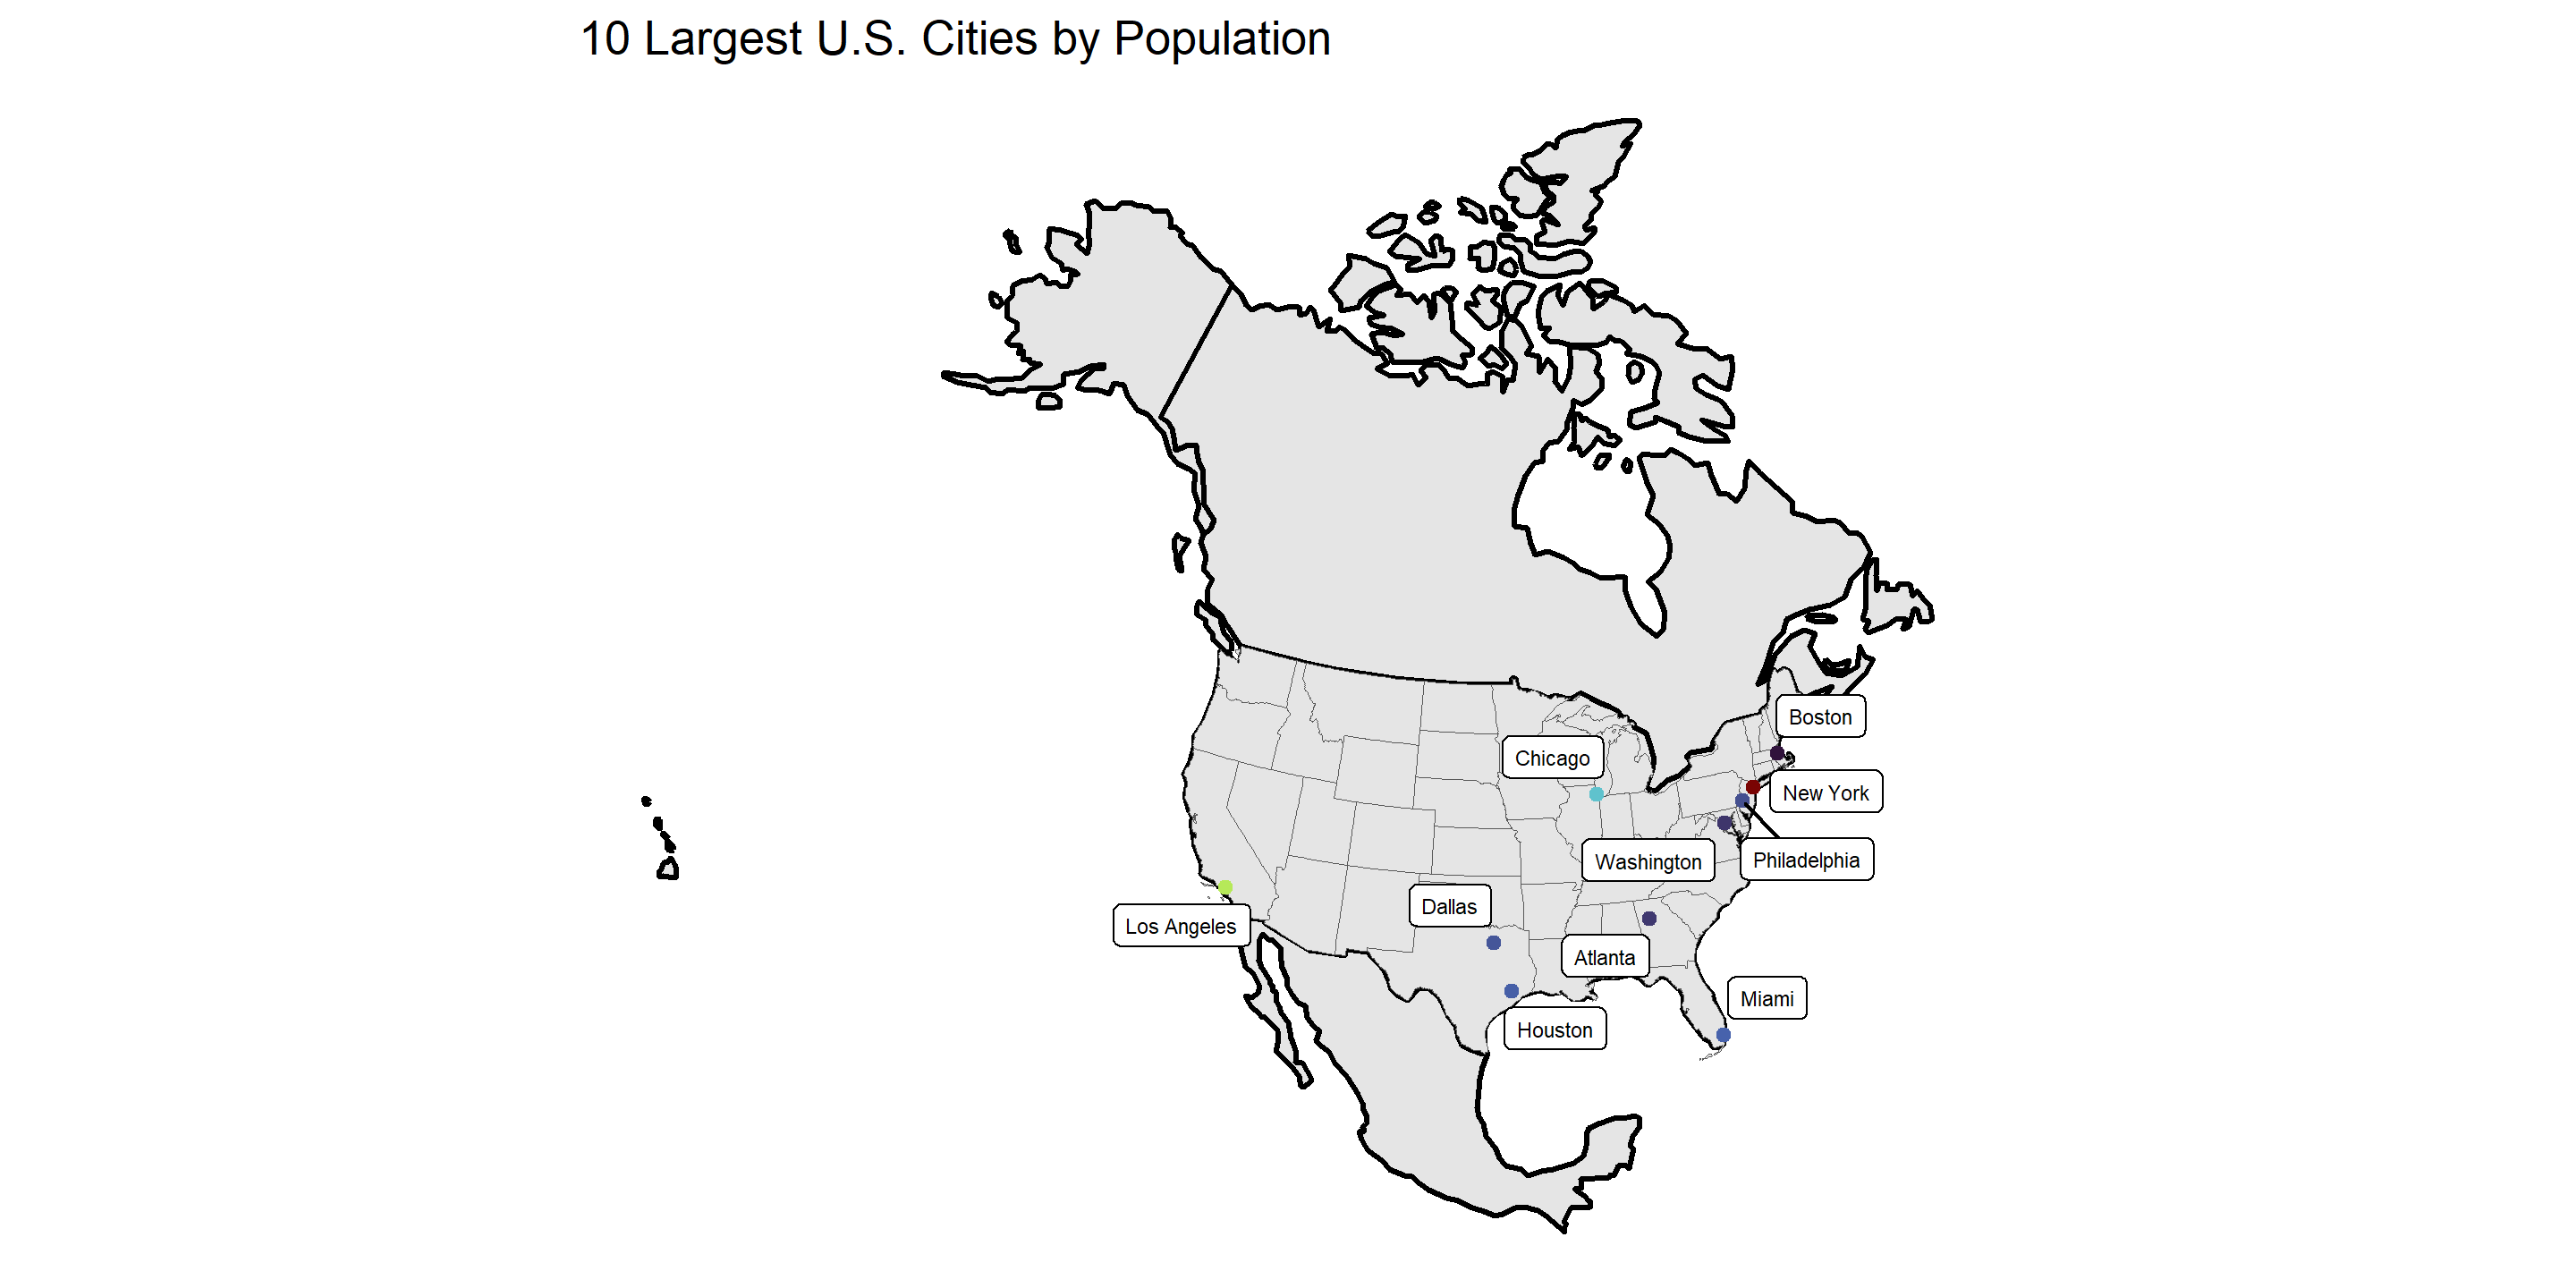 10 Largest U.S. Cities by Population
Boston
Chicago
New York
Washington
Philadelphia
Dallas
Los Angeles
Atlanta
Miami
Houston